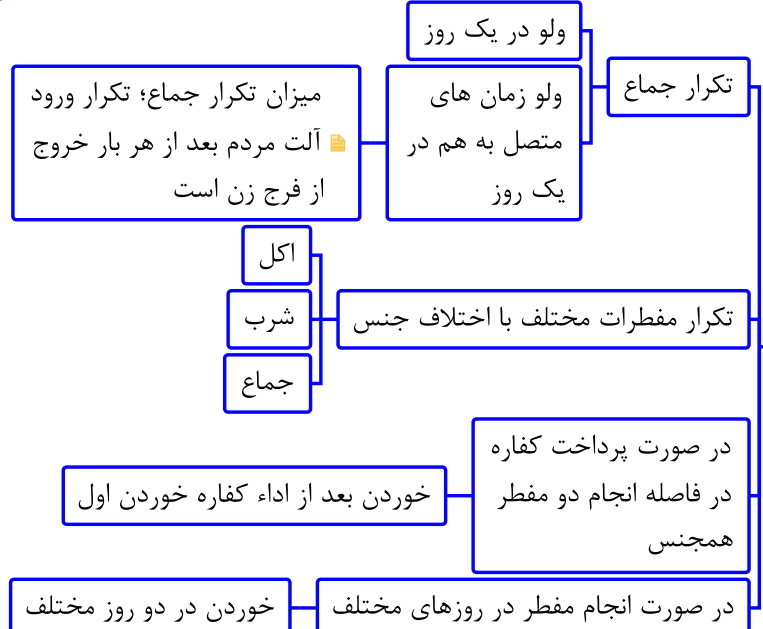 تکرار جماع
ولو در یک روز
ولو زمان های
متصل به هم در
یک روز
میزان تکرار جماع؛ تکرار ورود
آلت مردم بعد از هر بار خروج
از فرج زن است
تکرار مفطرات مختلف با اختلاف جنس
اکل
شرب
جماع
در صورت پرداخت کفاره
در فاصله انجام دو مفطر
همجنس
خوردن بعد از اداء کفاره خوردن اول
در صورت انجام مفطر در روزهای مختلف
خوردن در دو روز مختلف